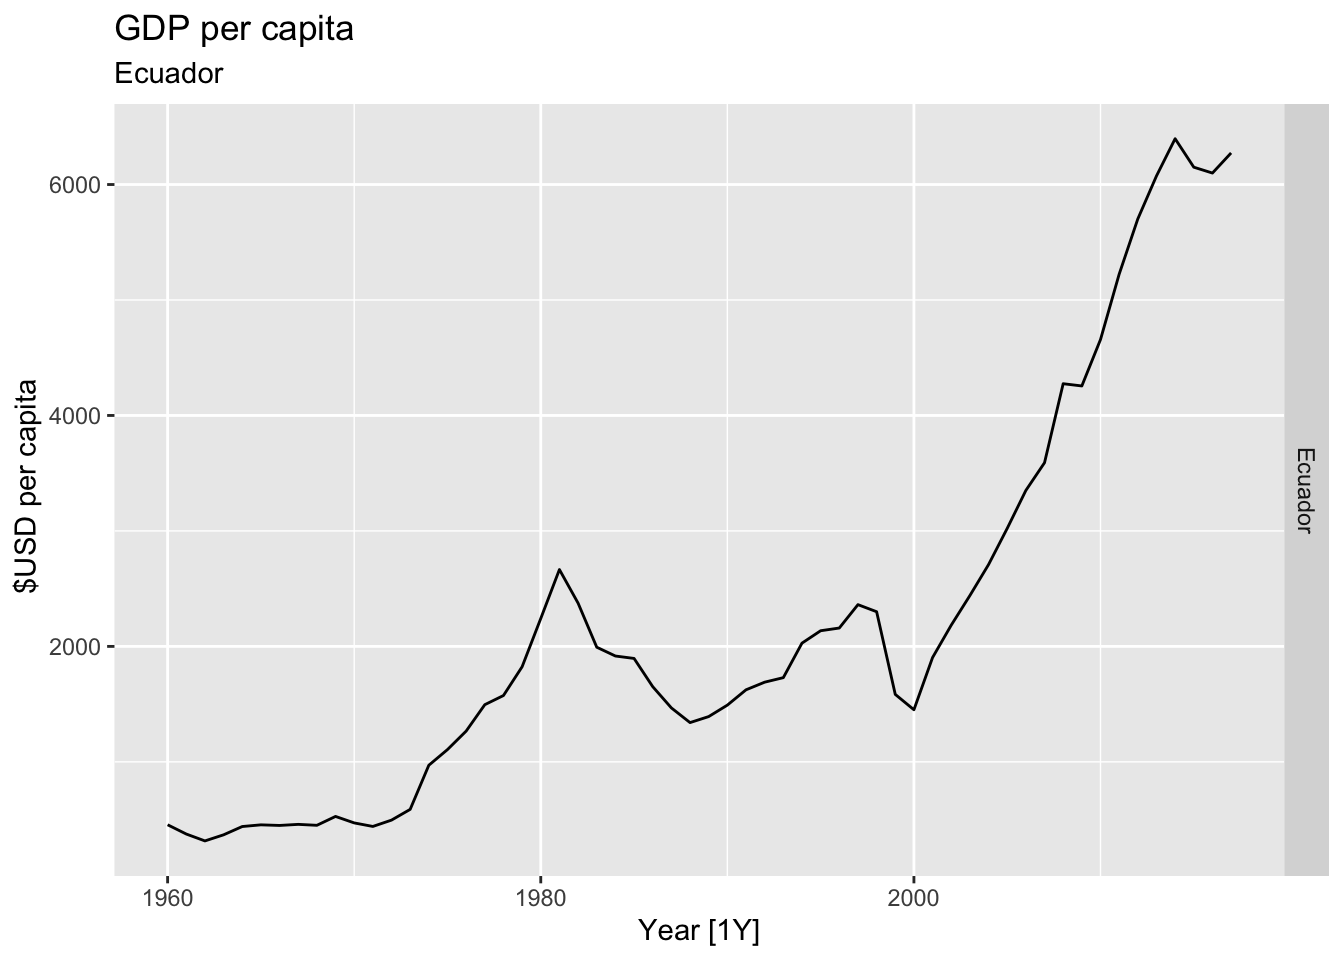 GDP per capita
Ecuador
6000
4000
2000
$USD per capita
Ecuador
1960
1980
2000
Year [1Y]